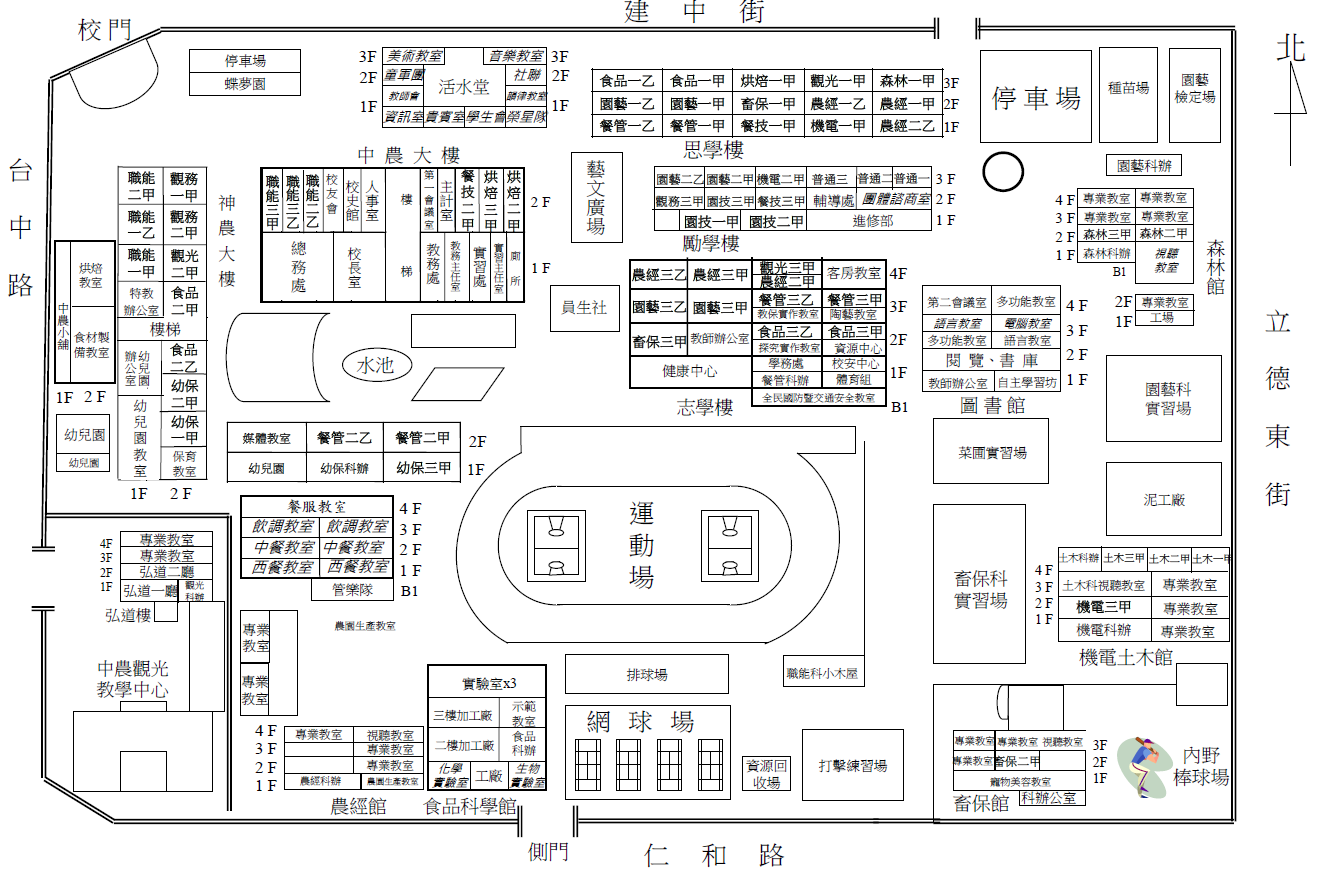 建中街
校門
北
台中路
立德東街
仁和路
側門
停車場
蝶夢園
3F 美術教室 音樂教室 3F
2F 童軍團 活水堂 社聯 2F
教師會 韻律教室
1F 資訊室 貴賓室 學生會 榮星隊 1F
食品一乙 食品一甲 烘焙一甲 觀光一甲 森林一甲 3F
園藝一乙 園藝一甲 畜保一甲 農經一乙 農經一甲 2F
餐管一乙 餐管一甲 餐技一甲 機電一甲 農經二乙 1F
思學樓
停車場
種苗場
園藝
檢定場
園藝科辦
中農大樓
職能三甲 職能三乙 職能二乙 校友會 校史館 人事室 樓 第一會議室 主計室 餐技二甲 烘焙三甲 烘焙二甲 2F
總務處 校長室 梯 教務處 教務主任室 實習處 實習主任室 廁所 1F
藝文廣場
園藝二乙 園藝二甲 機電二甲 普通三 普通二 普通一 3F
觀務三甲 園技三甲 餐技三甲 輔導處 團體諮商室 2F
園技一甲 園技二甲 進修部 1F
勵學樓
4F 專業教室 專業教室
3F 專業教室 專業教室
2F 森林三甲 森林二甲
1F 森林科辦 視聽
教室
B1
森林館
2F 專業教室
1F 工場
神農大樓
職能
二甲
觀務
一甲
職能
一乙
觀務
二甲
職能
一甲
觀光
二甲
特教
辦公室
食品
二甲
樓梯
幼兒園
辦公室
食品
二乙
幼保
二甲
幼兒園教室
幼保
一甲
保育
教室
1F 2F
中農小舖
烘焙
教室
食材製
備教室
1F 2F
幼兒園
幼兒園
水池
員生社
農經三乙 農經三甲 觀光三甲 客房教室 4F
農經二甲
園藝三乙 園藝三甲 餐管三乙 餐管三甲 3F
教保實作教室 陶藝教室
畜保三甲 教師辦公室 食品三乙 食品三甲 2F
探究實作教室 資源中心
健康中心 學務處 校安中心 1F
餐管科辦 體育組
全民國防暨交通安全教室 B1
志學樓
第二會議室 多功能教室 4F
語言教室 電腦教室 3F
多功能教室 語言教室
閱覽、書庫 2F
教師辦公室 自主學習坊 1F
圖書館
園藝科
實習場
菜圃實習場
泥工廠
媒體教室 餐管二乙 餐管二甲 2F
幼兒園 幼保科辦 幼保三甲 1F
餐服教室 4F
飲調教室 飲調教室 3F
中餐教室 中餐教室 2F
西餐教室 西餐教室 1F
管樂隊 B1
運動場
畜保科
實習場
土木科辦 土木三甲 土木二甲 土木一甲
4F
3F 土木科視聽教室 專業教室
2F 機電三甲 專業教室
1F 機電科辦 專業教室
機電土木館
4F 專業教室
3F 專業教室
2F 弘道二廳
1F 弘道一廳 觀光
科辦
弘道樓
中農觀光
教學中心
專業
教室
專業
教室
農園生產教室
排球場
職能科小木屋
實驗室x3
三樓加工廠 示範
教室
二樓加工廠 食品
科辦
化學
實驗室
工廠
生物
實驗室
食品科學館
4F 專業教室 視聽教室
3F 專業教室
2F 專業教室
1F 農經科辦 農園生產教室
農經館
網球場
資源回
收場
打擊練習場
專業教室 專業教室 視聽教室 3F
專業教室 畜保二甲 2F
寵物美容教室 1F
畜保館 科辦公室
內野
棒球場